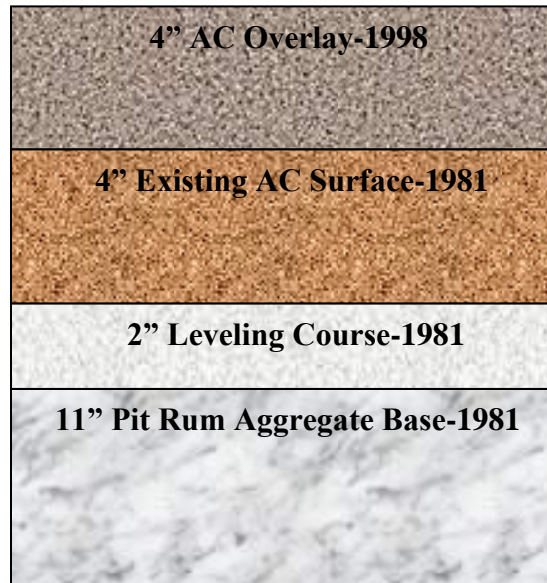 4” AC Overlay-1998
4” Existing AC Surface-1981
2” Leveling Course-1981
11” Pit Rum Aggregate Base-1981